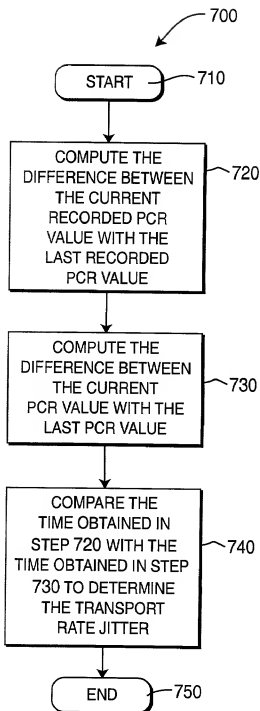 700
START
710
COMPUTE THE
DIFFERENCE BETWEEN
THE CURRENT
RECORDED PCR
VALUE WITH THE
LAST RECORDED
PCR VALUE
720
COMPUTE THE
DIFFERENCE BETWEEN
THE CURRENT
PCR VALUE WITH THE
LAST PCR VALUE
730
COMPARE THE
TIME OBTAINED IN
STEP 720 WITH THE
TIME OBTAINED IN STEP
730 TO DETERMINE
THE TRANSPORT
RATE JITTER
740
END
750